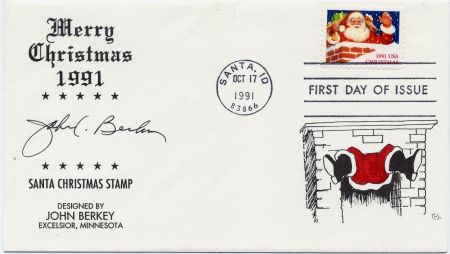 Merry
Christmas
1991
★ ★ ★ ★ ★
John C. Berkey
★ ★ ★ ★ ★
SANTA CHRISTMAS STAMP
DESIGNED BY
JOHN BERKEY
EXCELSIOR, MINNESOTA
SANTA, ID
OCT 17
1991
83866
1991 USA
CHRISTMAS
FIRST DAY OF ISSUE